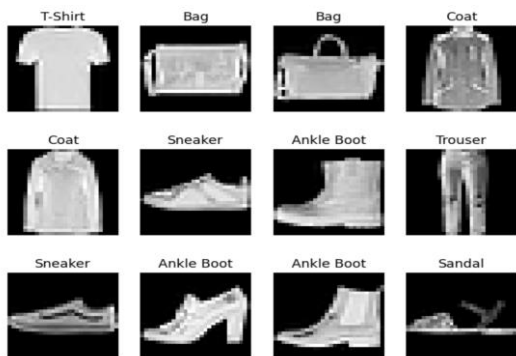 T-Shirt Bag Bag Coat
Coat Sneaker Ankle Boot Trouser
Sneaker Ankle Boot Ankle Boot Sandal